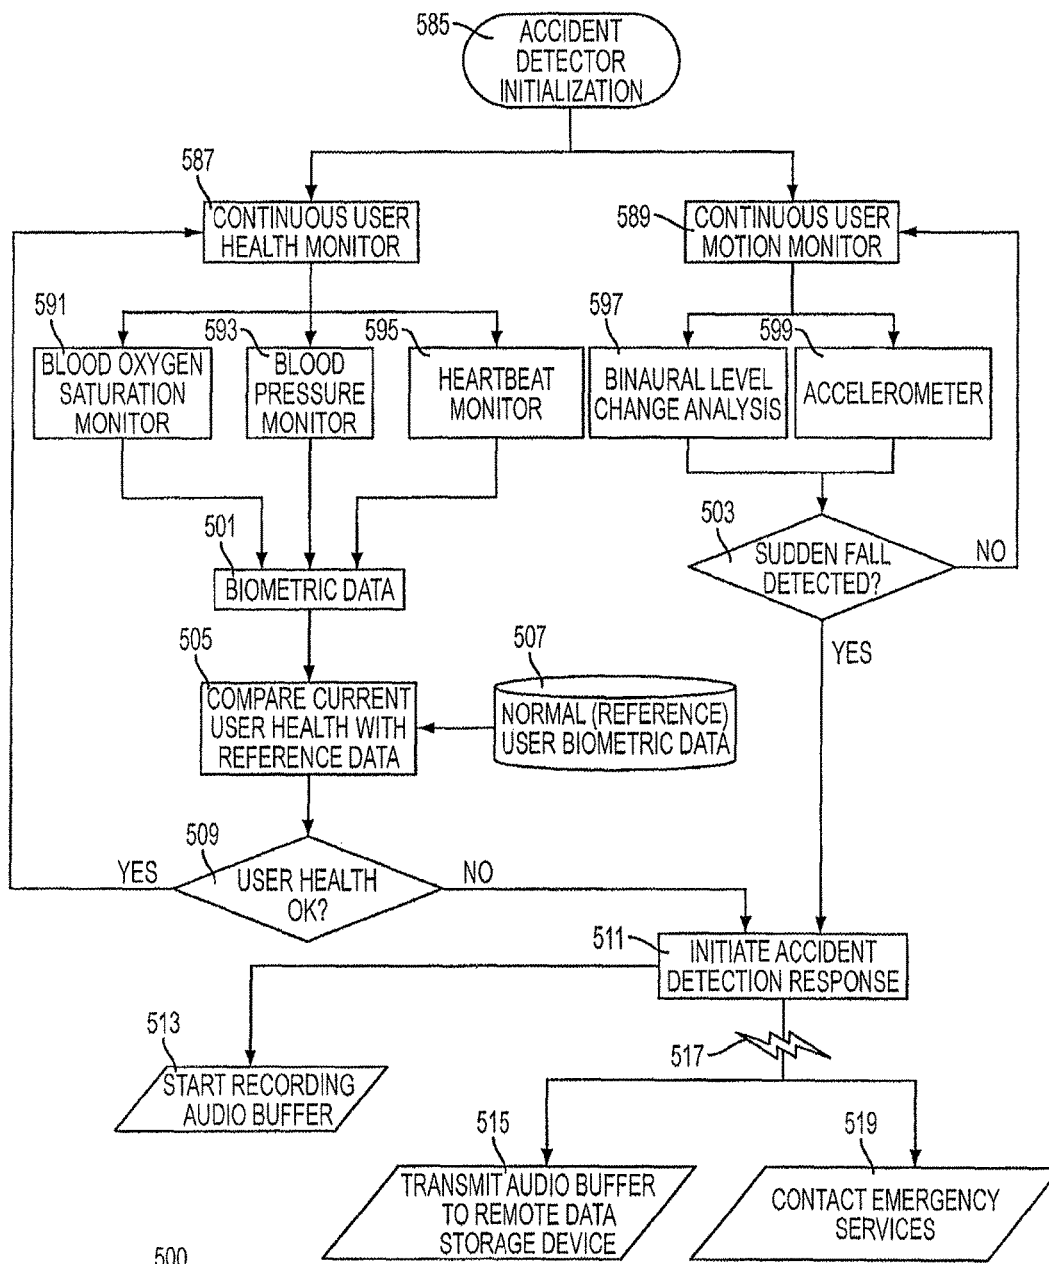 585
ACCIDENT
DETECTOR
INITIALIZATION
587
CONTINUOUS USER
HEALTH MONITOR
589
CONTINUOUS USER
MOTION MONITOR
591
BLOOD OXYGEN
SATURATION
MONITOR
593
BLOOD
PRESSURE
MONITOR
595
HEARTBEAT
MONITOR
597
BINAURAL LEVEL
CHANGE ANALYSIS
599
ACCELEROMETER
501
BIOMETRIC DATA
503
SUDDEN FALL
DETECTED?
NO
YES
505
COMPARE CURRENT
USER HEALTH WITH
REFERENCE DATA
507
NORMAL (REFERENCE)
USER BIOMETRIC DATA
509
YES
USER HEALTH
OK?
NO
511
INITIATE ACCIDENT
DETECTION RESPONSE
513
START RECORDING
AUDIO BUFFER
517
515
TRANSMIT AUDIO BUFFER
TO REMOTE DATA
STORAGE DEVICE
519
CONTACT EMERGENCY
SERVICES
500